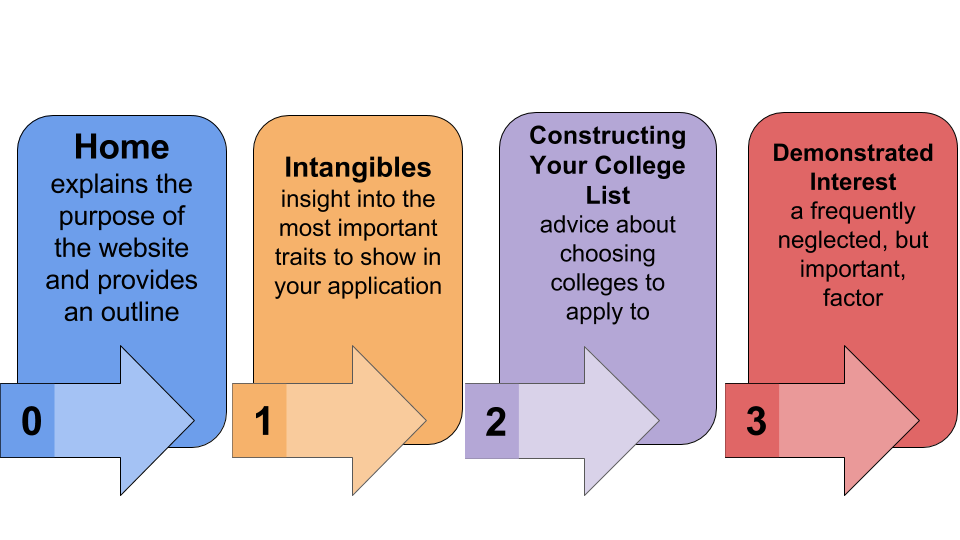 Home
explains the
purpose of
the website
and provides
an outline
0
Intangibles
insight into the
most important
traits to show in
your application
1
Constructing
Your College
List
advice about
choosing
colleges to
apply to
2
Demonstrated
Interest
a frequently
neglected, but
important,
factor
3